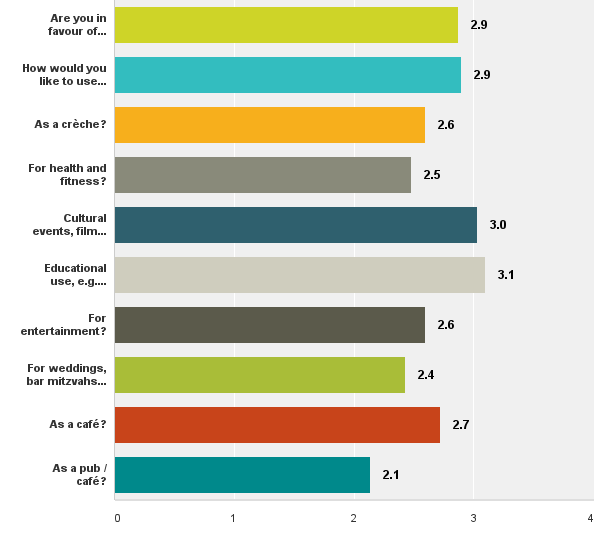 Are you in
favour of...
2.9
How would you
like to use...
2.9
As a crèche?
2.6
For health and
fitness?
2.5
Cultural
events, film...
3.0
Educational
use, e.g....
3.1
For
entertainment?
2.6
For weddings,
bar mitzvahs...
2.4
As a café?
2.7
As a pub /
café?
2.1
0 1 2 3 4